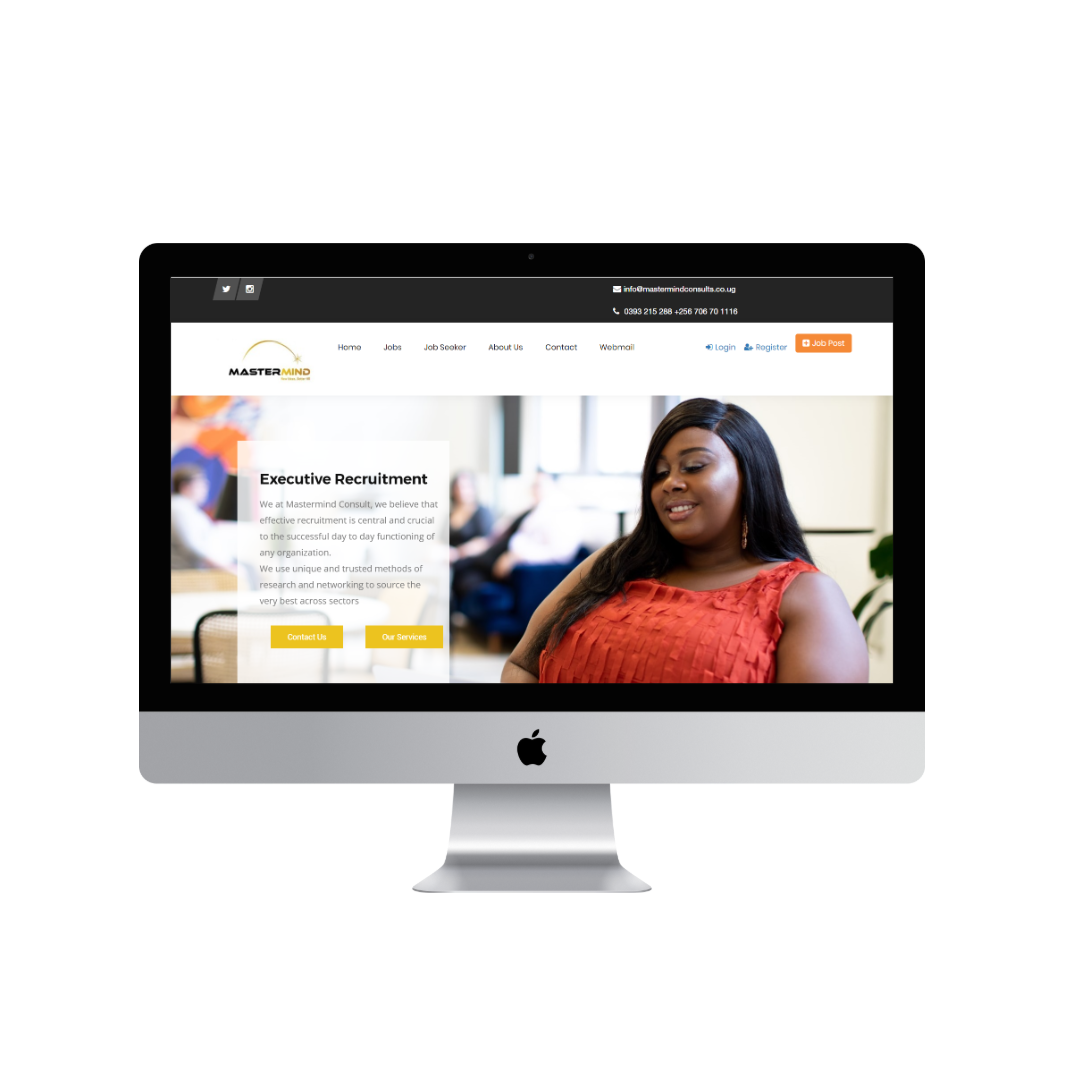 info@mastermindconsults.co.ug
0393 215 288 +256 706 70 1116
MASTERMIND
Home Jobs Job Seeker About Us Contact Webmail Login Register Job Post
Executive Recruitment
We at Mastermind Consult, we believe that
effective recruitment is central and crucial
to the successful day to day functioning of
any organization.
We use unique and trusted methods of
research and networking to source the
very best across sectors
Contact Us Our Services